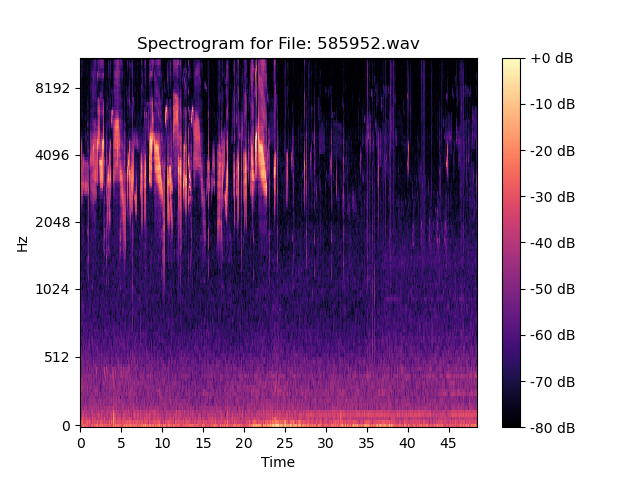 Spectrogram for File: 585952.wav
Hz
8192
4096
2048
1024
512
0
0 5 10 15 20 25 30 35 40 45
Time
+0 dB
-10 dB
-20 dB
-30 dB
-40 dB
-50 dB
-60 dB
-70 dB
-80 dB